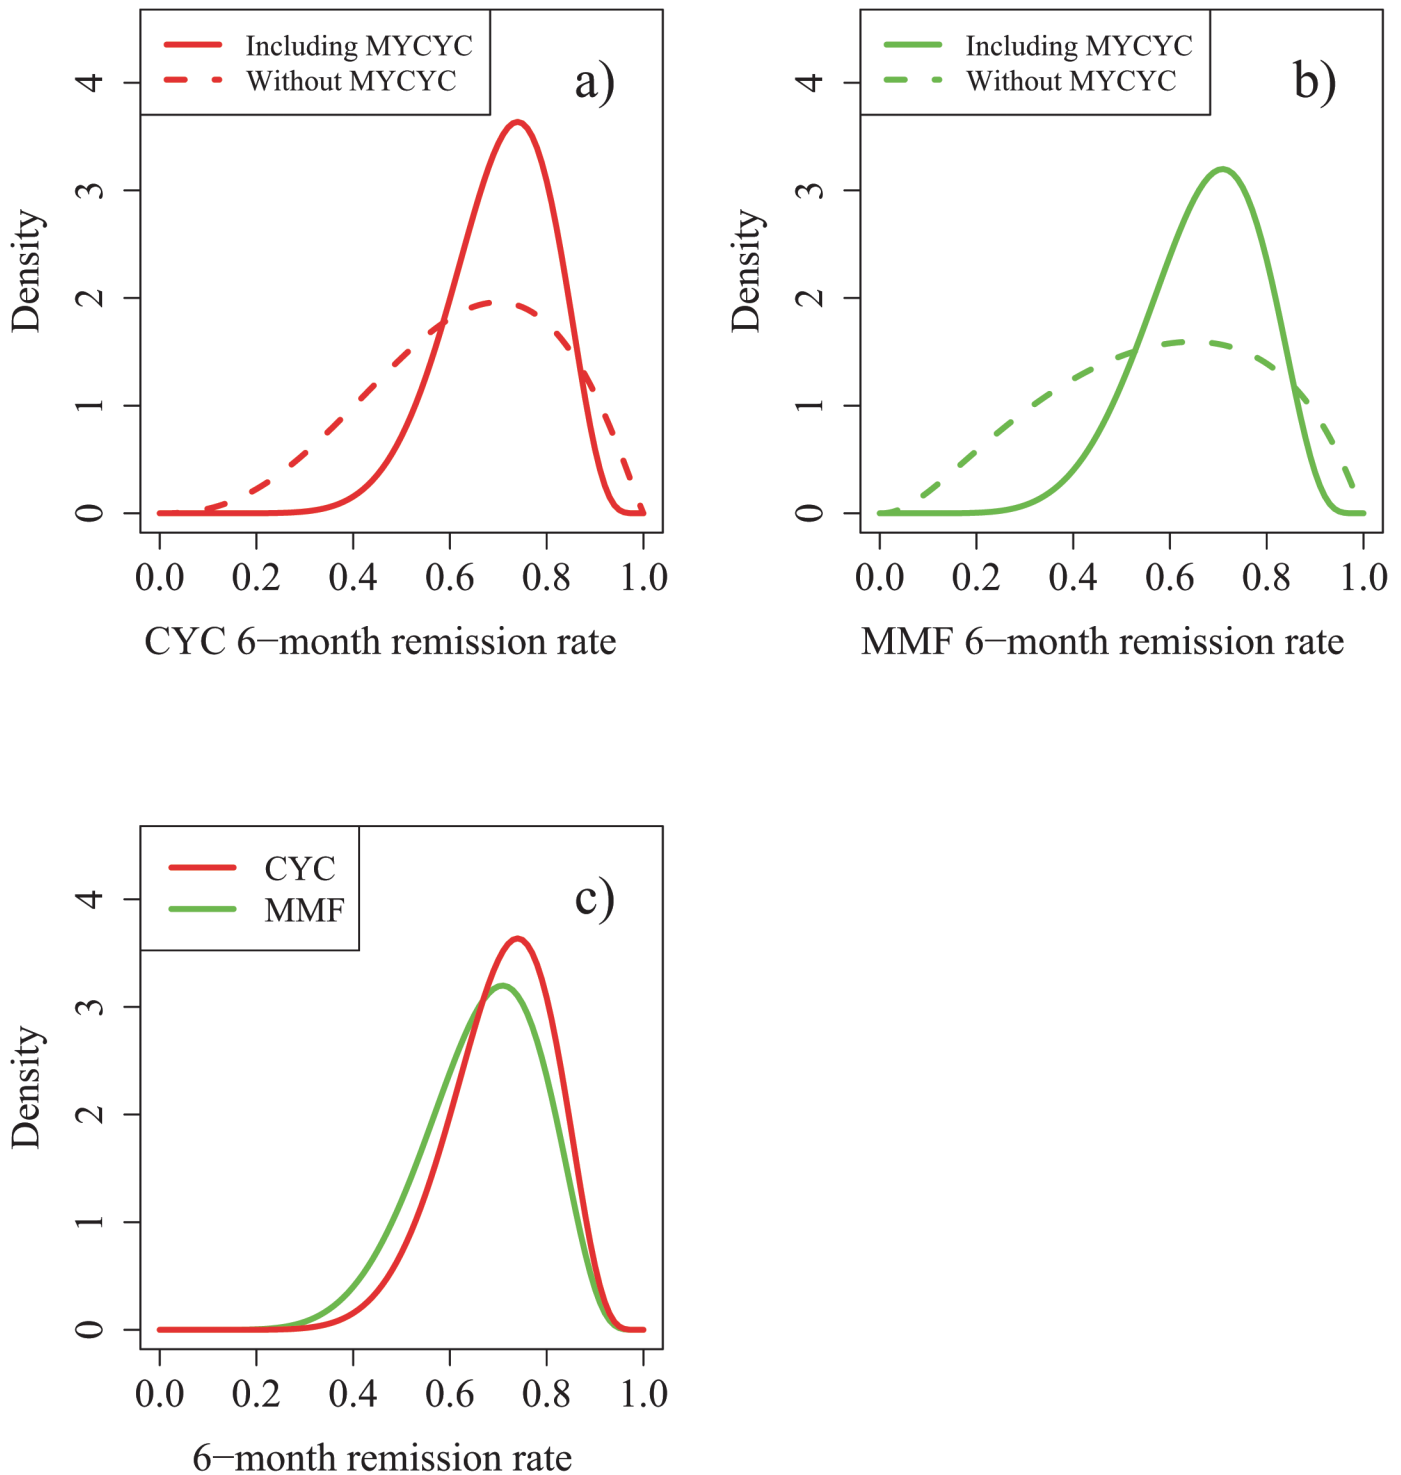 Including MYCYC
Without MYCYC
a)
Density
0
1
2
3
4
0.0 0.2 0.4 0.6 0.8 1.0
CYC 6−month remission rate
Including MYCYC
Without MYCYC
b)
Density
0
1
2
3
4
0.0 0.2 0.4 0.6 0.8 1.0
MMF 6−month remission rate
CYC
MMF
c)
Density
0
1
2
3
4
0.0 0.2 0.4 0.6 0.8 1.0
6−month remission rate